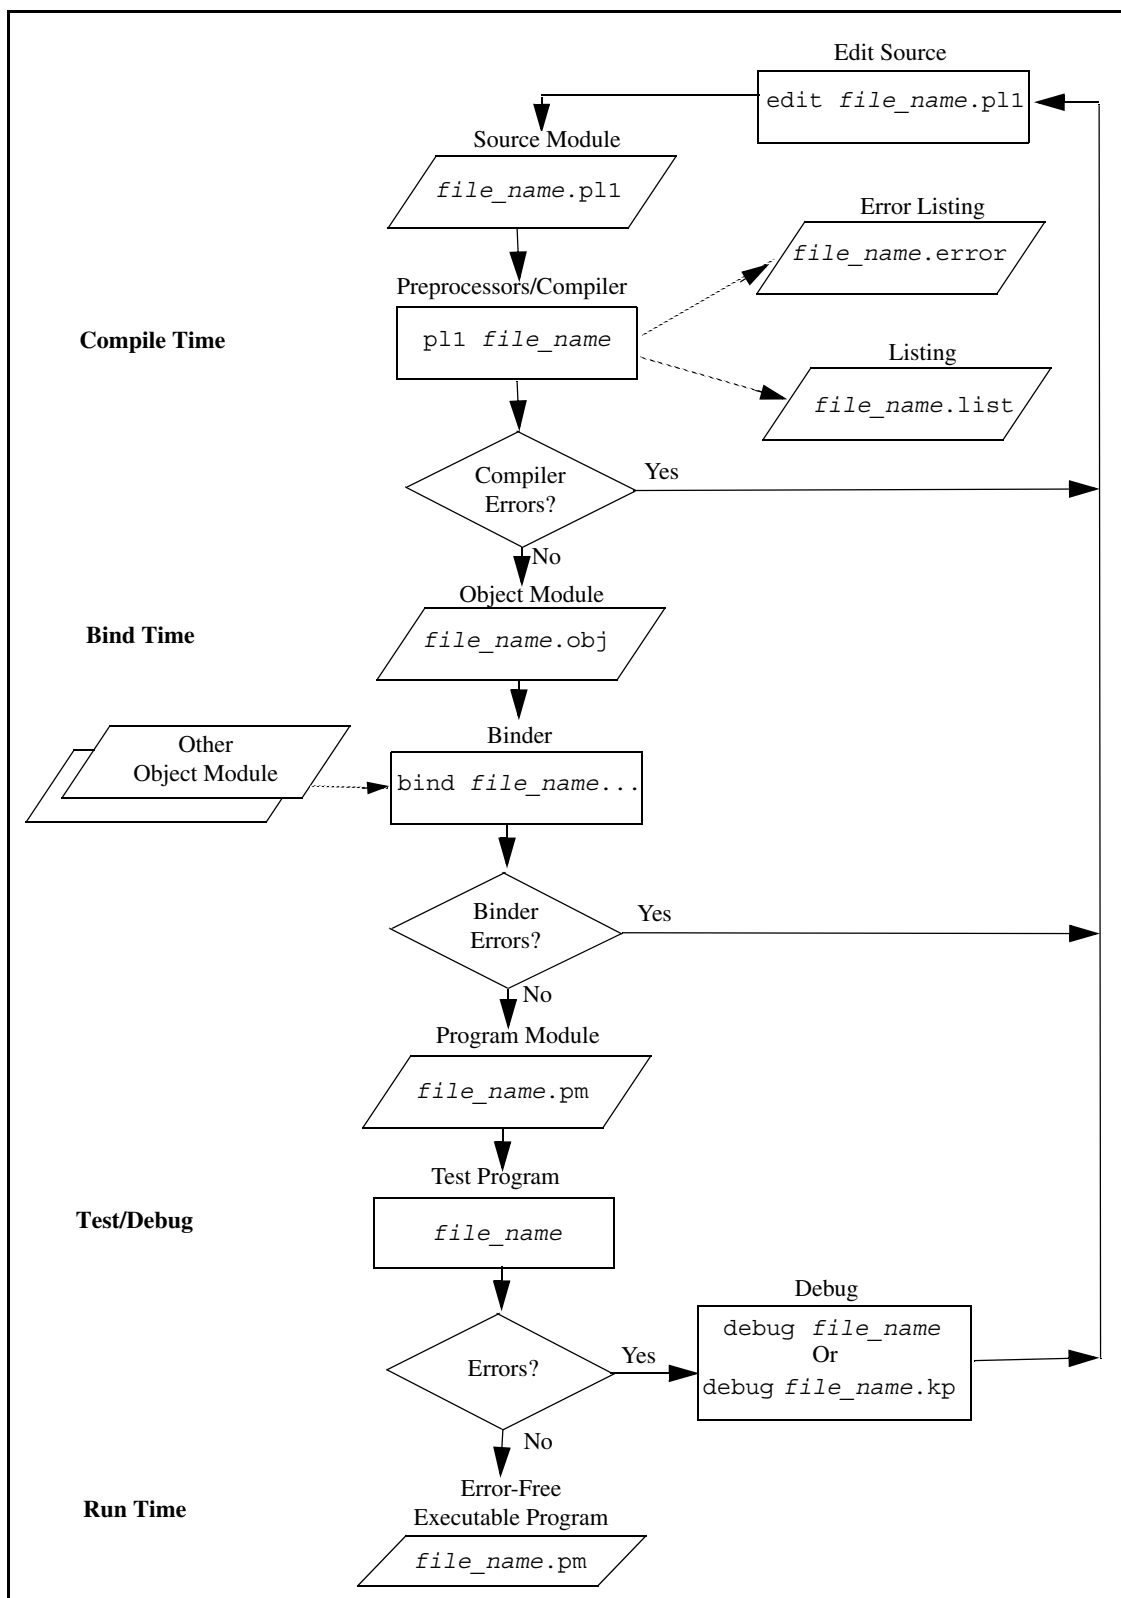 Edit Source
edit file_name.pl1
Source Module
file_name.pl1
Error Listing
file_name.error
Preprocessors/Compiler
Compile Time
pl1 file_name
Listing
file_name.list
Compiler
Errors?
Yes
No
Object Module
Bind Time
file_name.obj
Binder
Other
Object Module
bind file_name...
Binder
Errors?
Yes
No
Program Module
file_name.pm
Test Program
Test/Debug
file_name
Debug
debug file_name
Or
debug file_name.kp
Errors?
Yes
No
Error-Free
Executable Program
Run Time
file_name.pm